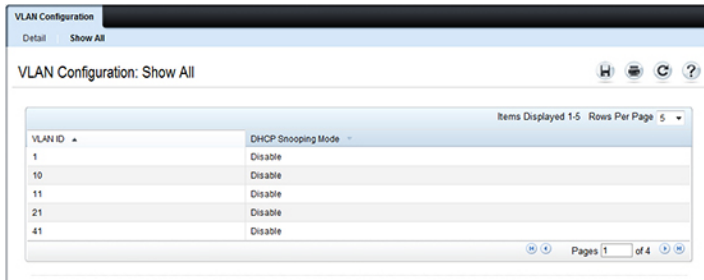 VLAN Configuration
Detail Show All
VLAN Configuration: Show All
Items Displayed 1-5 Rows Per Page 5
VLAN ID DHCP Snooping Mode
1 Disable
10 Disable
11 Disable
21 Disable
41 Disable
Pages 1 of 4